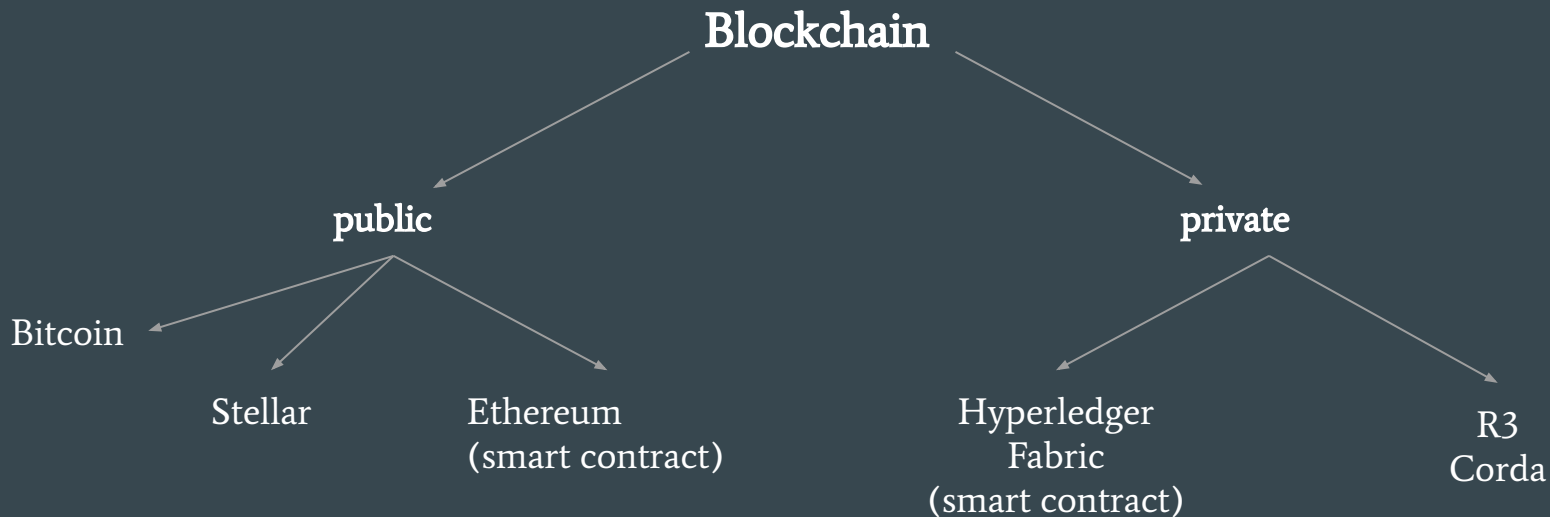 Blockchain
public
private
Bitcoin
Stellar
Ethereum
(smart contract)
Hyperledger
Fabric
(smart contract)
R3
Corda